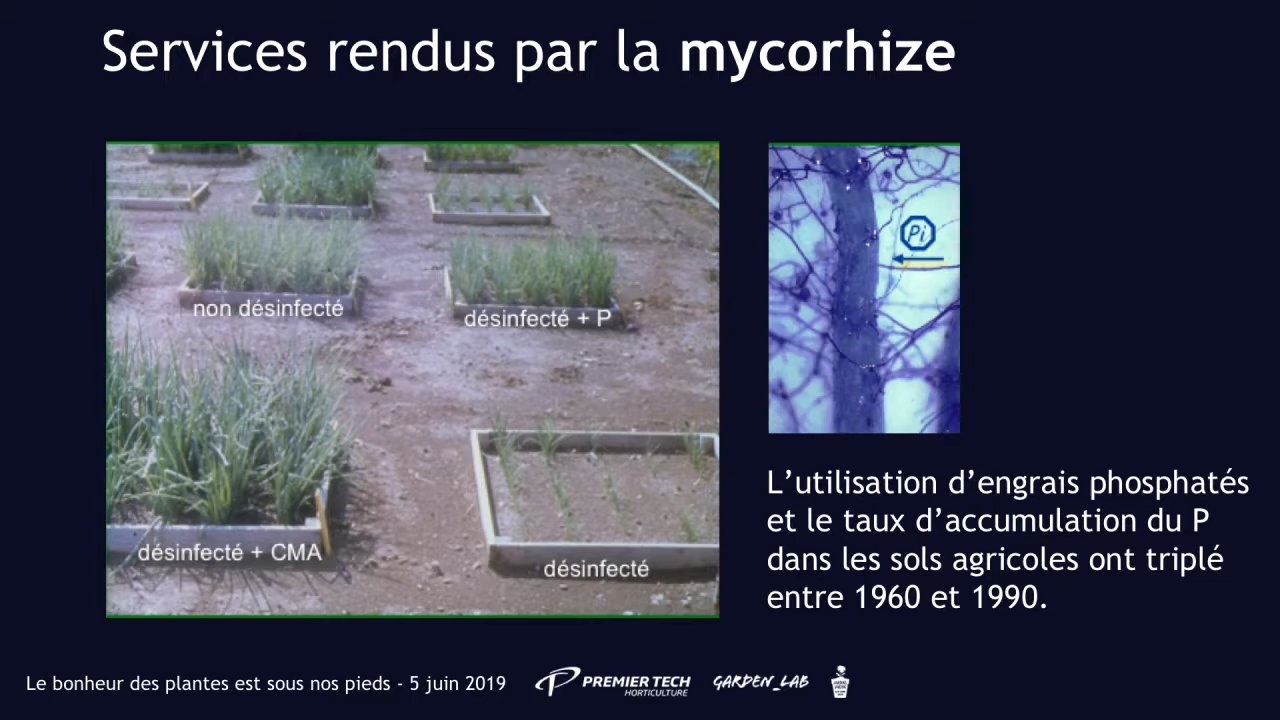 Services rendus par la mycorhize
non désinfecté
désinfecté + P
désinfecté + CMA
désinfecté
Pi
L’utilisation d’engrais phosphatés
et le taux d’accumulation du P
dans les sols agricoles ont triplé
entre 1960 et 1990.
Le bonheur des plantes est sous nos pieds - 5 juin 2019
PREMIER TECH
HORTICULTURE
GARDEN_LAB